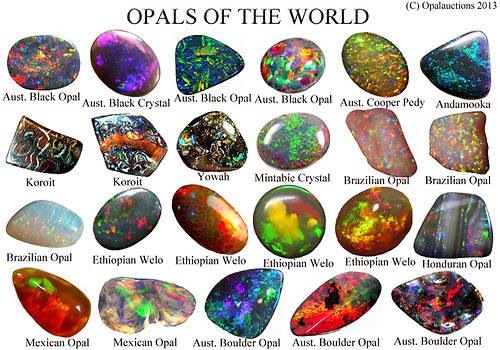 (C) Opalauctions 2013
OPALS OF THE WORLD
Aust. Black Opal
Aust. Black Crystal
Aust. Black Opal
Aust. Black Opal
Aust. Cooper Pedy
Andamooka
Koroit
Koroit
Yowah
Mintabie Crystal
Brazilian Opal
Brazilian Opal
Brazilian Opal
Ethiopian Welo
Ethiopian Welo
Ethiopian Welo
Ethiopian Welo
Honduran Opal
Mexican Opal
Mexican Opal
Aust. Boulder Opal
Aust. Boulder Opal
Aust. Boulder Opal